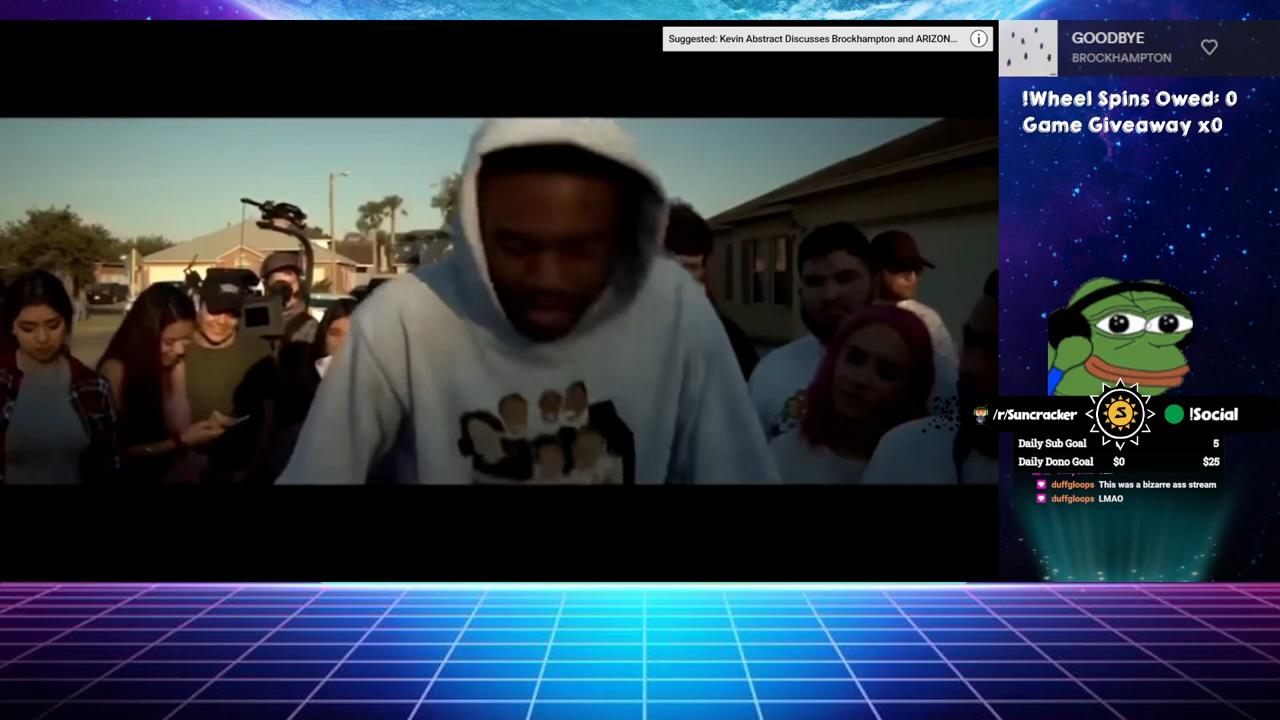 Suggested: Kevin Abstract Discusses Brockhampton and ARIZON...
GOODBYE
BROCKHAMPTON
!Wheel Spins Owed: 0
Game Giveaway x0
/r/Suncracker
S
!Social
Daily Sub Goal 5
Daily Dono Goal $0 $25
duffgloops This was a bizarre ass stream
duffgloops LMAO